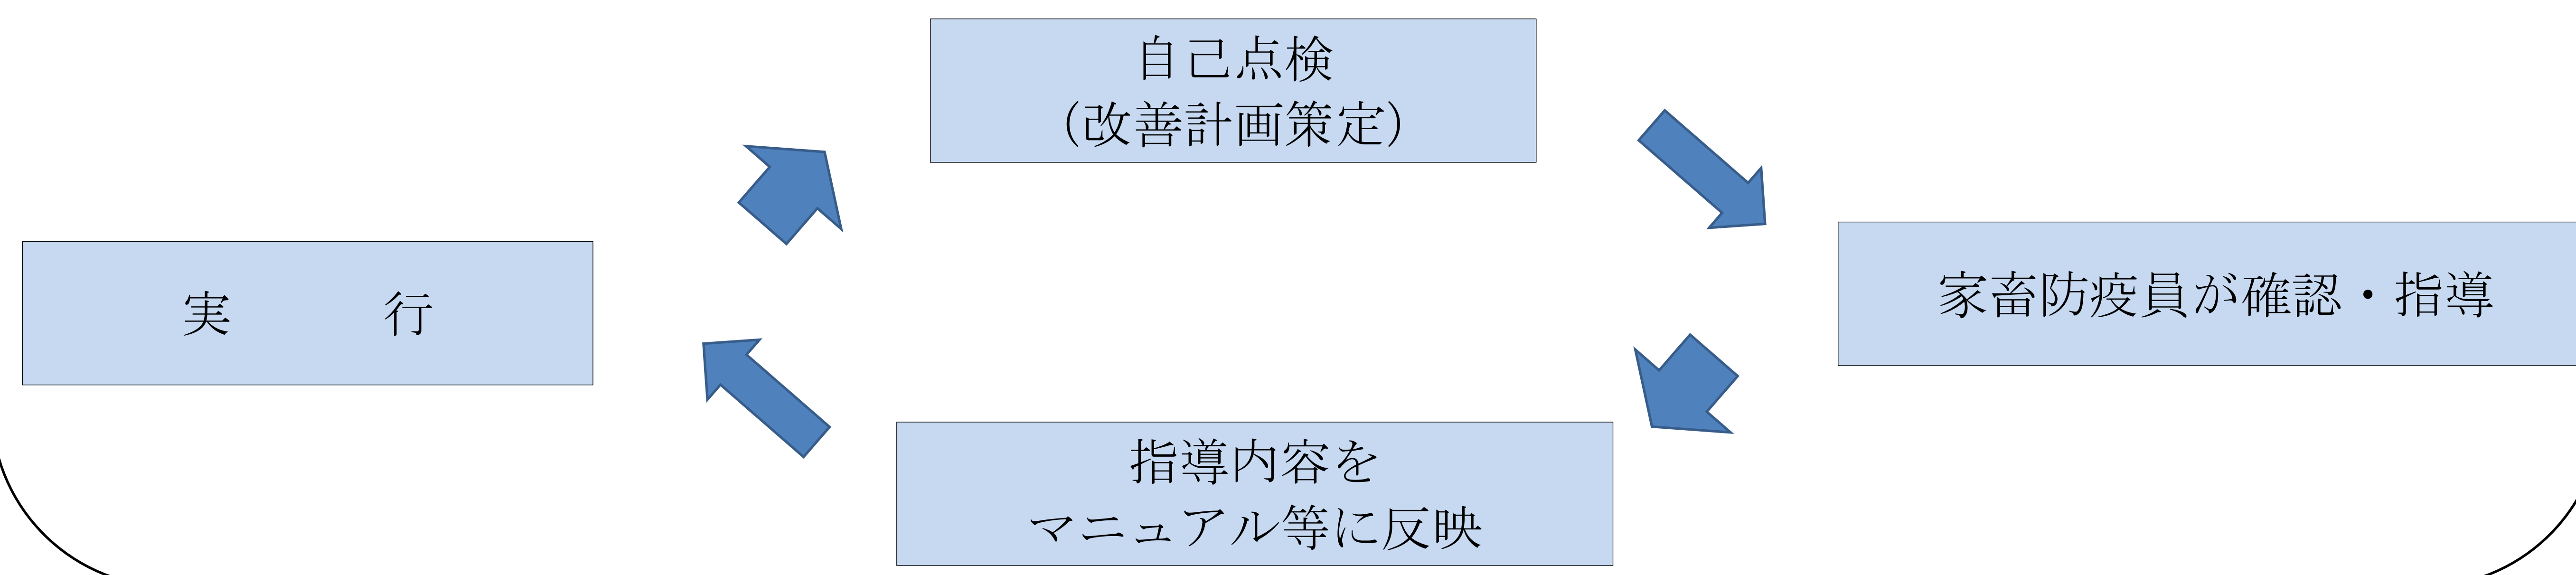 自己点検
（改善計画策定）
家畜防疫員が確認・指導
実　　　行
指導内容を
マニュアル等に反映